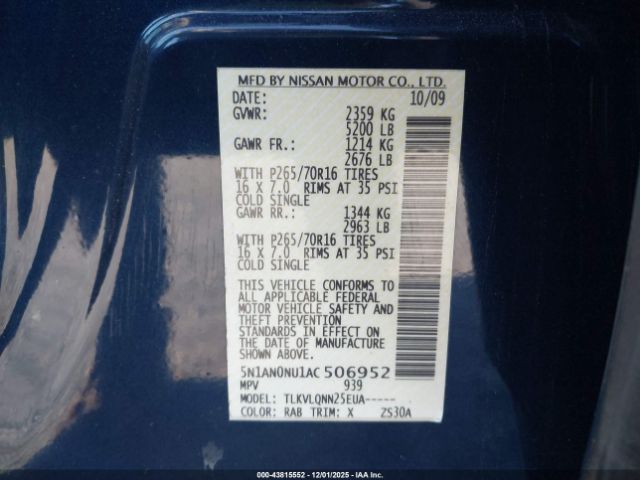 MFD BY NISSAN MOTOR CO., LTD.
DATE: 10/09
GVWR: 2359 KG
5200 LB
GAWR FR.: 1214 KG
2676 LB
WITH P265/70R16 TIRES
16 X 7.0 RIMS AT 35 PSI
COLD SINGLE
GAWR RR.: 1344 KG
2963 LB
WITH P265/70R16 TIRES
16 X 7.0 RIMS AT 35 PSI
COLD SINGLE
THIS VEHICLE CONFORMS TO
ALL APPLICABLE FEDERAL
MOTOR VEHICLE SAFETY AND
THEFT PREVENTION
STANDARDS IN EFFECT ON
THE DATE OF MANUFACTURE
SHOWN ABOVE.
5N1AN0NU1AC 506952
MPV 939
MODEL: TLKVLQNN25EUA-----
COLOR: RAB TRIM: X ZS30A
000-43815552 - 12/01/2025 - IAAI, Inc.